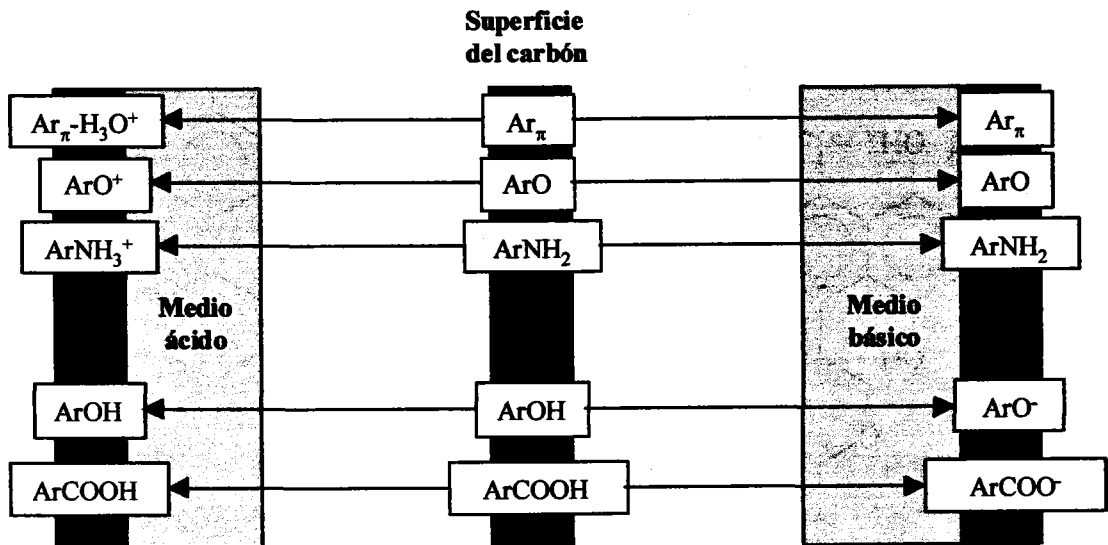 Superficie
del carbón
Arπ-H₃O⁺
Arπ
Arπ
ArO⁺
ArO
ArO
ArNH₃⁺
ArNH₂
ArNH₂
Medio
ácido
Medio
básico
ArOH
ArOH
ArO⁻
ArCOOH
ArCOOH
ArCOO⁻